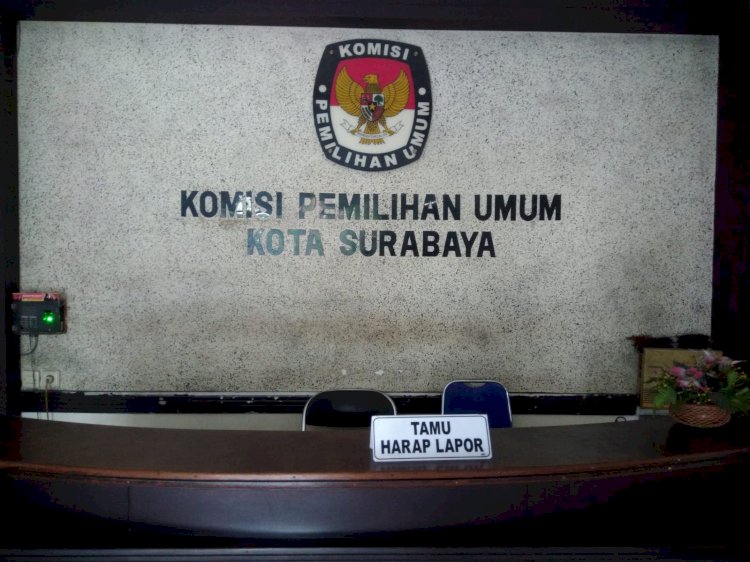 KOMISI
PEMILIHAN UMUM
KOMISI PEMILIHAN UMUM
KOTA SURABAYA
TAMU
HARAP LAPOR